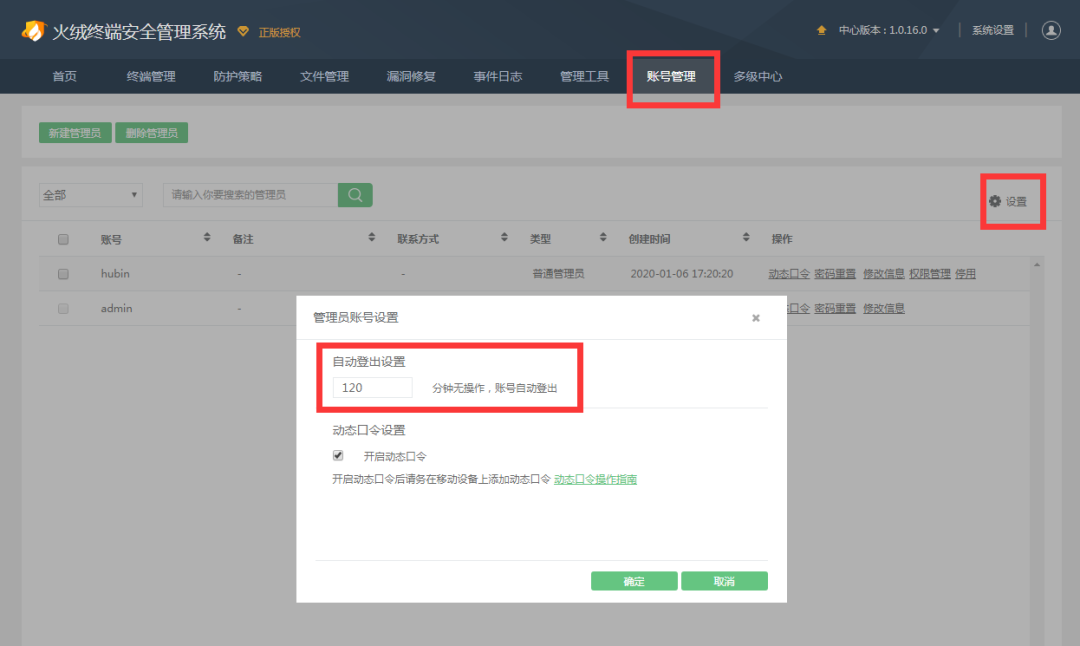 火绒终端安全管理系统 正版授权 中心版本：1.0.16.0 系统设置
首页 终端管理 防护策略 文件管理 漏洞修复 事件日志 管理工具 账号管理 多级中心
新建管理员 删除管理员
全部 请输入你要搜索的管理员 设置
账号 备注 联系方式 类型 创建时间 操作
hubin - - 普通管理员 2020-01-06 17:20:20 动态口令 密码重置 修改信息 权限管理 停用
admin - 口令 密码重置 修改信息
管理员账号设置
自动登出设置
120 分钟无操作，账号自动登出
动态口令设置
开启动态口令
开启动态口令后请务在移动设备上添加动态口令 动态口令操作指南
确定 取消